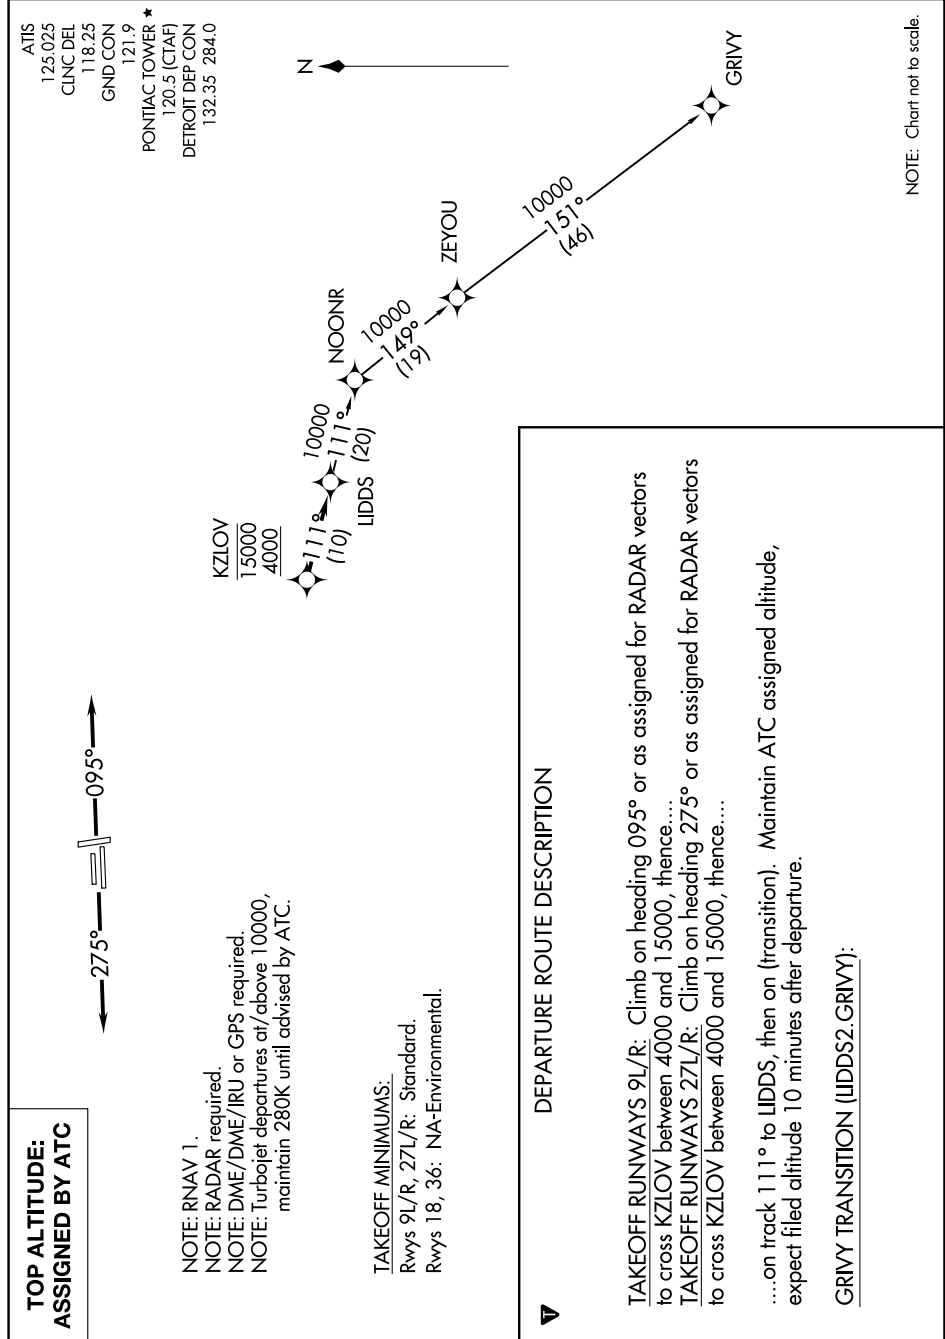 TOP ALTITUDE:
ASSIGNED BY ATC
ATIS
125.025
CLNC DEL
118.25
GND CON
121.9
PONTIAC TOWER ★
120.5 (CTAF)
DETROIT DEP CON
132.35 284.0
275°
095°
N
NOTE: RNAV 1.
NOTE: RADAR required.
NOTE: DME/DME/IRU or GPS required.
NOTE: Turbojet departures at/above 10000,
maintain 280K until advised by ATC.
TAKEOFF MINIMUMS:
Rwys 9L/R, 27L/R: Standard.
Rwys 18, 36: NA-Environmental.
KZLOV
15000
4000
111°
(10)
LIDDS
10000
111°
(20)
NOONR
10000
149°
(19)
ZEYOU
10000
151°
(46)
GRIVY
NOTE: Chart not to scale.
T
DEPARTURE ROUTE DESCRIPTION
TAKEOFF RUNWAYS 9L/R: Climb on heading 095° or as assigned for RADAR vectors
to cross KZLOV between 4000 and 15000, thence....
TAKEOFF RUNWAYS 27L/R: Climb on heading 275° or as assigned for RADAR vectors
to cross KZLOV between 4000 and 15000, thence....
....on track 111° to LIDDS, then on (transition). Maintain ATC assigned altitude,
expect filed altitude 10 minutes after departure.
GRIVY TRANSITION (LIDDS2.GRIVY):